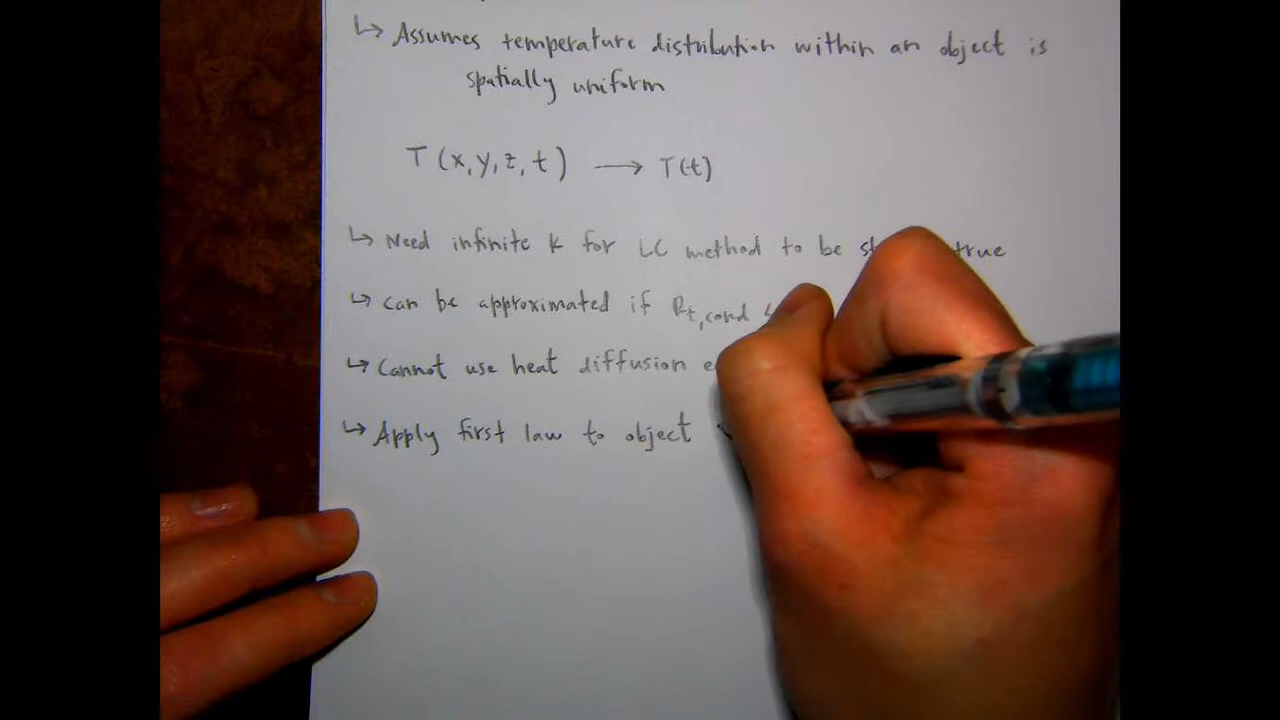 ↳ Assumes temperature distribution within an object is
spatially uniform
T(x,y,z,t) → T(t)
↳ Need infinite k for LC method to be true
↳ can be approximated if Rt,cond
↳ Cannot use heat diffusion
↳ Apply first law to object